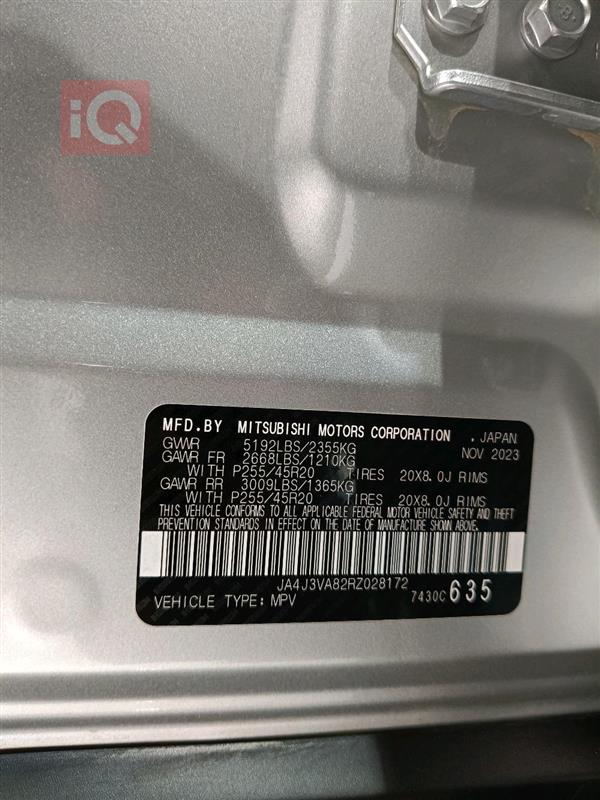 iQ
MFD.BY MITSUBISHI MOTORS CORPORATION , JAPAN
GVWR 5192LBS/2355KG NOV 2023
GAWR FR 2668LBS/1210KG
WITH P255/45R20 TIRES 20X8.0J RIMS
GAWR RR 3009LBS/1365KG
WITH P255/45R20 TIRES 20X8.0J RIMS
THIS VEHICLE CONFORMS TO ALL APPLICABLE FEDERAL MOTOR VEHICLE SAFETY AND THEFT
PREVENTION STANDARDS IN EFFECT ON THE DATE OF MANUFACTURE SHOWN ABOVE.
JA4J3VA82RZ028172
VEHICLE TYPE: MPV 7430C 635